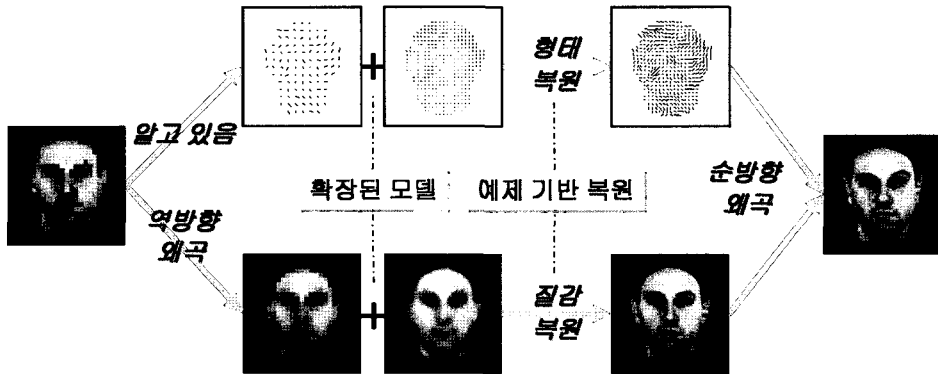 형태
복원
알고 있음
확장된 모델
예제 기반 복원
순방향
왜곡
역방향
왜곡
질감
복원